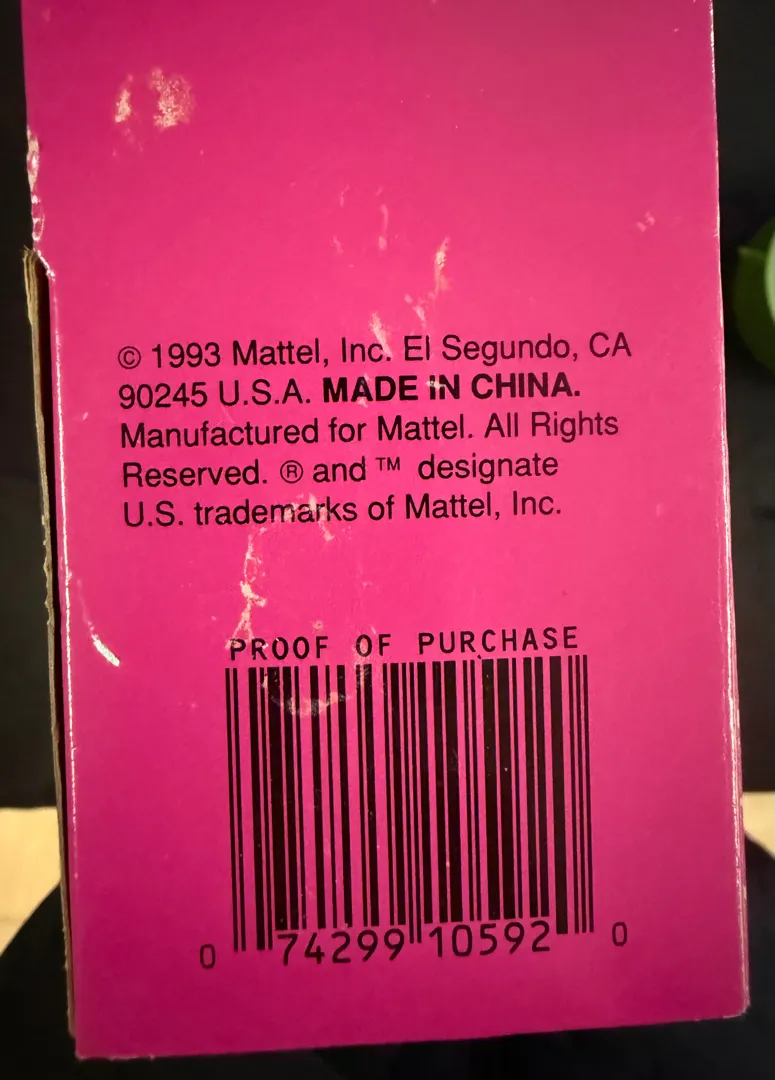 © 1993 Mattel, Inc. El Segundo, CA
90245 U.S.A. MADE IN CHINA.
Manufactured for Mattel. All Rights
Reserved. ® and ™ designate
U.S. trademarks of Mattel, Inc.
PROOF OF PURCHASE
0 74299 10592 0